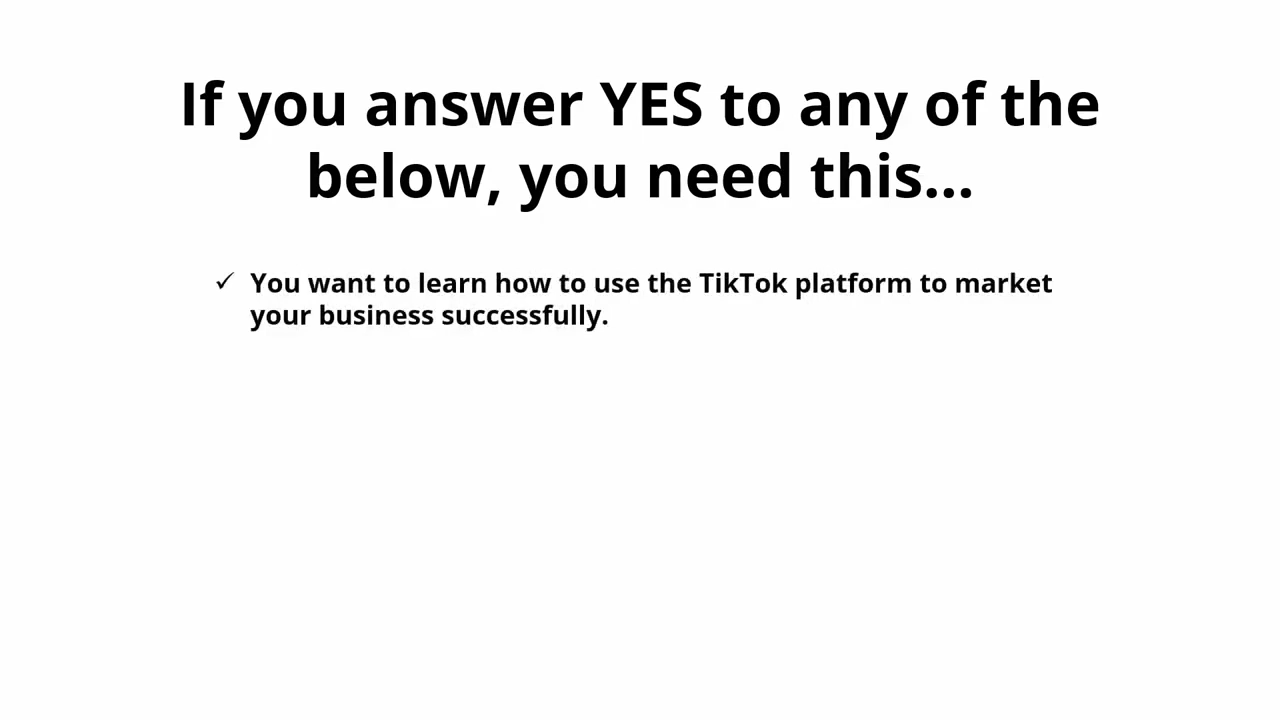 If you answer YES to any of the
below, you need this...
✓ You want to learn how to use the TikTok platform to market
your business successfully.